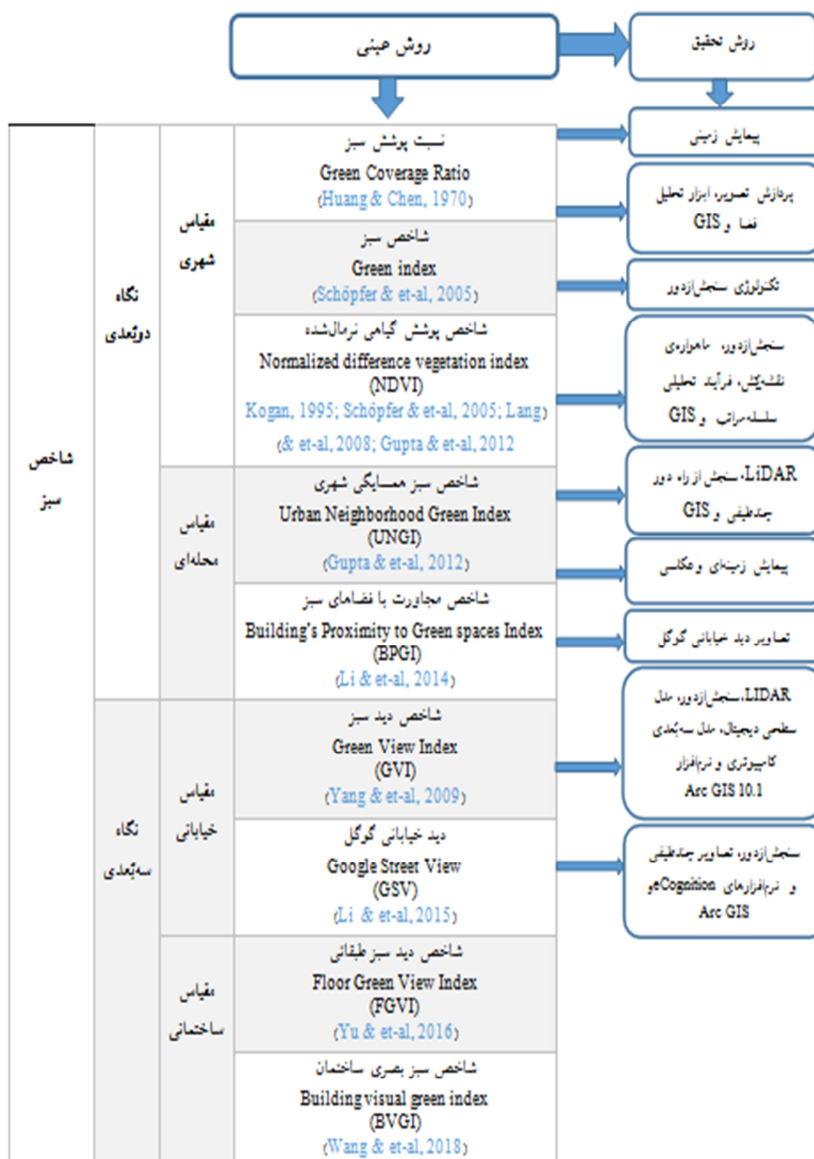 روش عینی
روش تحقیق
شاخص
سبز
نگاه
دوبُعدی
مقیاس
شهری
نسبت پوشش سبز
Green Coverage Ratio
(Huang & Chen, 1970)
شاخص سبز
Green index
(Schöpfer & et-al, 2005)
شاخص پوشش گیاهی نرمال‌شده
Normalized difference vegetation index
(NDVI)
Kogan, 1995; Schöpfer & et-al, 2005; Lang)
(& et-al, 2008; Gupta & et-al, 2012
مقیاس
محله‌ای
شاخص سبز همسایگی شهری
Urban Neighborhood Green Index
(UNGI)
(Gupta & et-al, 2012)
شاخص مجاورت با فضاهای سبز
Building's Proximity to Green spaces Index
(BPGI)
(Li & et-al, 2014)
نگاه
سه‌بُعدی
مقیاس
خیابانی
شاخص دید سبز
Green View Index
(GVI)
(Yang & et-al, 2009)
دید خیابانی گوگل
Google Street View
(GSV)
(Li & et-al, 2015)
مقیاس
ساختمانی
شاخص دید سبز طبقاتی
Floor Green View Index
(FGVI)
(Yu & et-al, 2016)
شاخص سبز بصری ساختمان
Building visual green index
(BVGI)
(Wang & et-al, 2018)
پیمایش زمینی
پردازش تصویر، ابزار تحلیل
فضا و GIS
تکنولوژی سنجش‌ازدور
سنجش‌ازدور، ماهواره‌ی
نقشه‌کش، فرآیند تحلیلی
سلسله‌مراتب و GIS
LiDAR، سنجش از راه دور
چندطیفی و GIS
پیمایش زمینه‌ای و عکاسی
تصاویر دید خیابانی گوگل
LIDAR، سنجش‌ازدور، مدل
سطحی دیجیتال، مدل سه‌بُعدی
کامپیوتری و نرم‌افزار
Arc GIS 10.1
سنجش‌ازدور، تصاویر چندطیفی
و نرم‌افزارهای eCognition و
Arc GIS